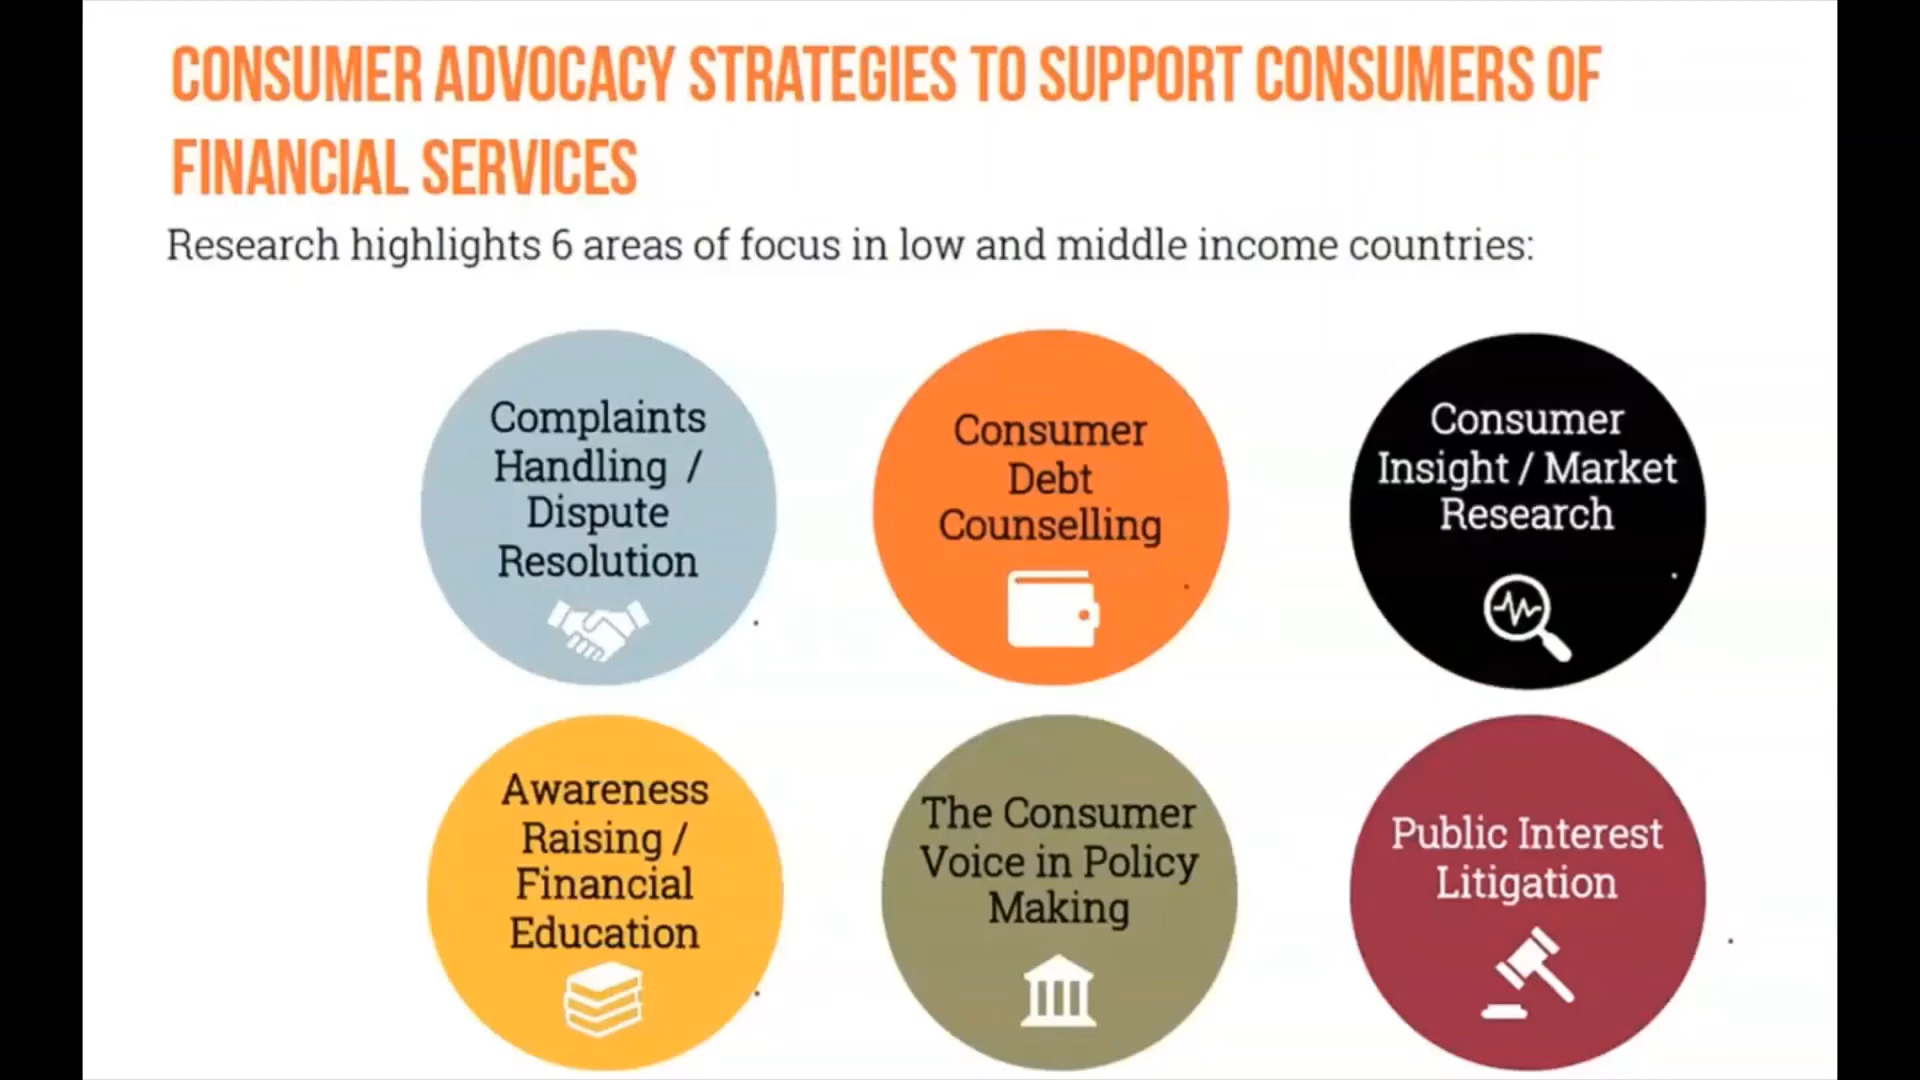 CONSUMER ADVOCACY STRATEGIES TO SUPPORT CONSUMERS OF
FINANCIAL SERVICES
Research highlights 6 areas of focus in low and middle income countries:
Complaints
Handling /
Dispute
Resolution
Consumer
Debt
Counselling
Consumer
Insight / Market
Research
Awareness
Raising /
Financial
Education
The Consumer
Voice in Policy
Making
Public Interest
Litigation